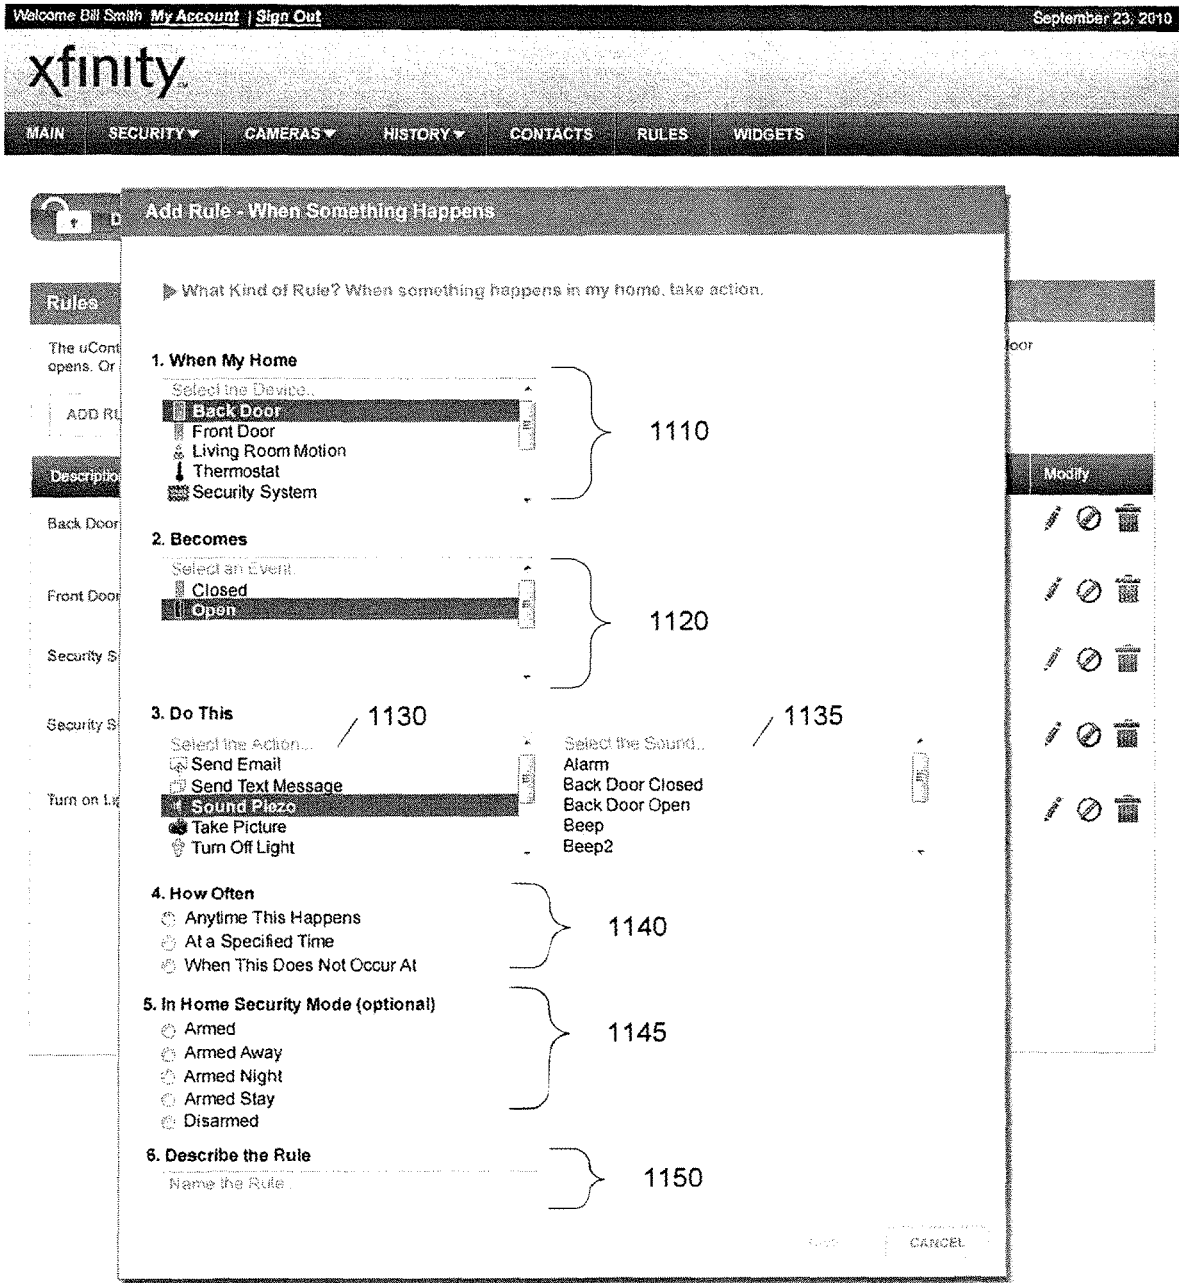 Welcome Bill Smith My Account | Sign Out
September 23, 2010
xfinity
MAIN SECURITY CAMERAS HISTORY CONTACTS RULES WIDGETS
D
Add Rule - When Something Happens
Rules
What Kind of Rule? When something happens in my home, take action.
The uCont
oor
opens. Or
ADD RU
1. When My Home
Select the Device..
Back Door
Front Door
Living Room Motion
Thermostat
Security System
1110
Description
Modify
Back Door
Front Door
Security S
Security S
Turn on Lig
2. Becomes
Select an Event.
Closed
Open
1120
3. Do This
1130
1135
Select the Action...
Send Email
Send Text Message
Sound Piezo
Take Picture
Turn Off Light
Select the Sound..
Alarm
Back Door Closed
Back Door Open
Beep
Beep2
4. How Often
Anytime This Happens
At a Specified Time
When This Does Not Occur At
1140
5. In Home Security Mode (optional)
Armed
Armed Away
Armed Night
Armed Stay
Disarmed
1145
6. Describe the Rule
Name the Rule..
1150
CANCEL